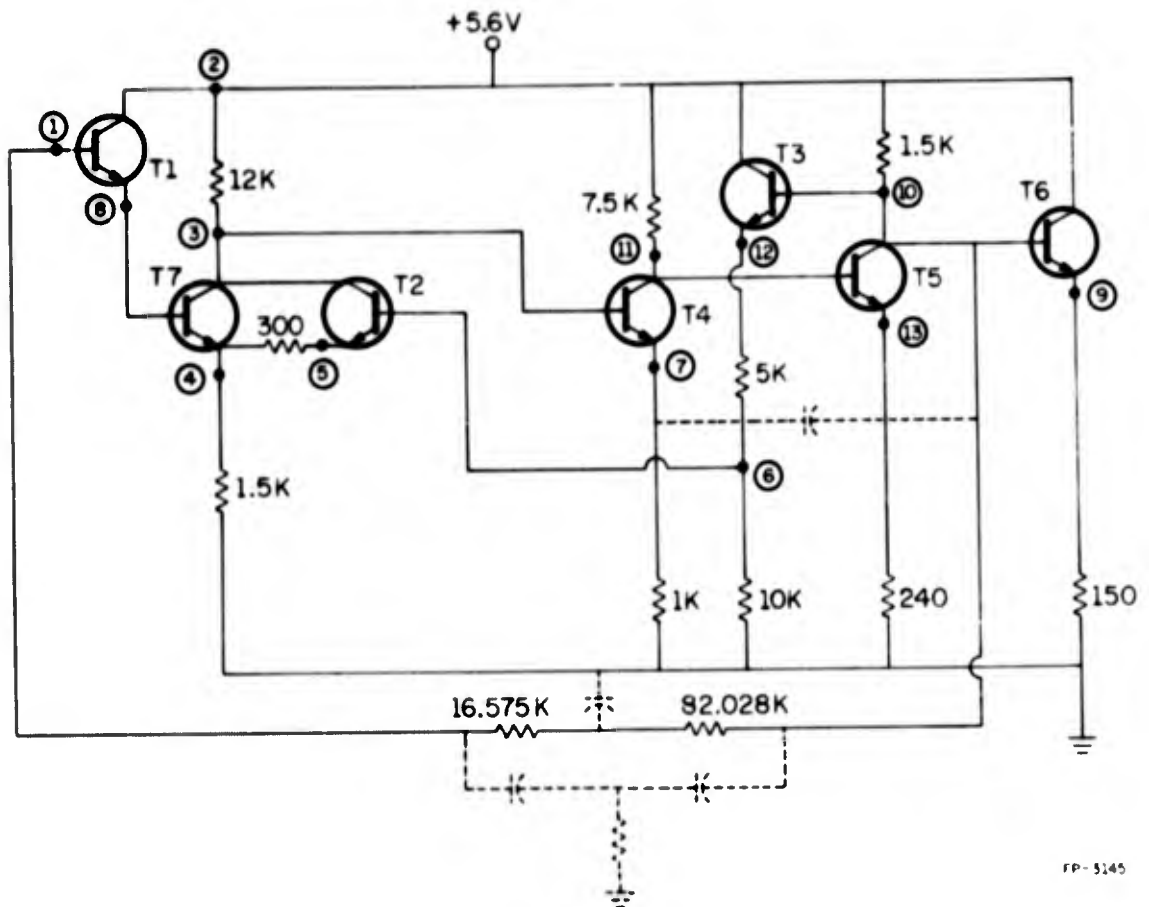 +5.6V
②
①
T1
⑧
12K
③
T7
T2
300
④
⑤
1.5K
7.5K
⑪
T4
⑦
T3
⑫
5K
⑥
1.5K
⑩
T5
⑬
T6
⑨
1K
10K
240
150
16.575K
82.028K
FP-3145